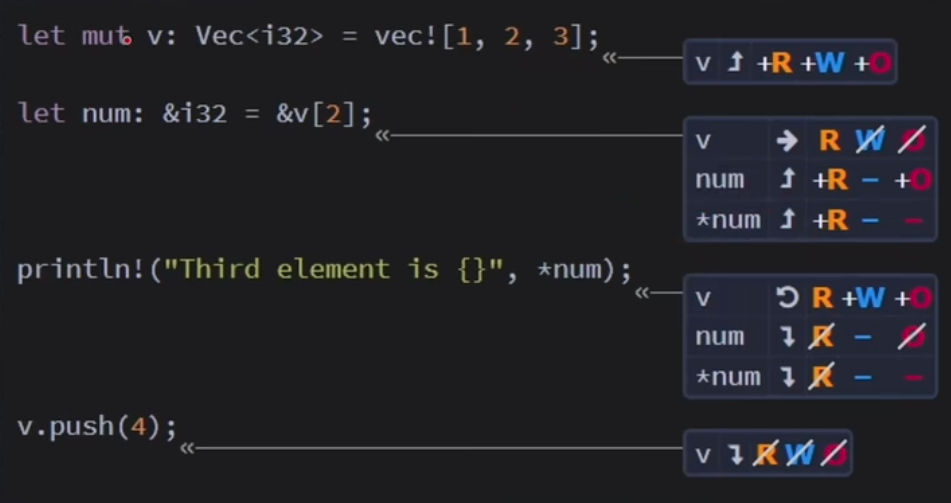 let mut v: Vec<i32> = vec![1, 2, 3];
« v ⮥ +R +W +O
let num: &i32 = &v[2];
« v → R W O
num ⮥ +R - +O
*num ⮥ +R - -
println!("Third element is {}", *num);
« v ⟲ R +W +O
num ⮧ R - O
*num ⮧ R - -
v.push(4);
« v ⮧ R W O